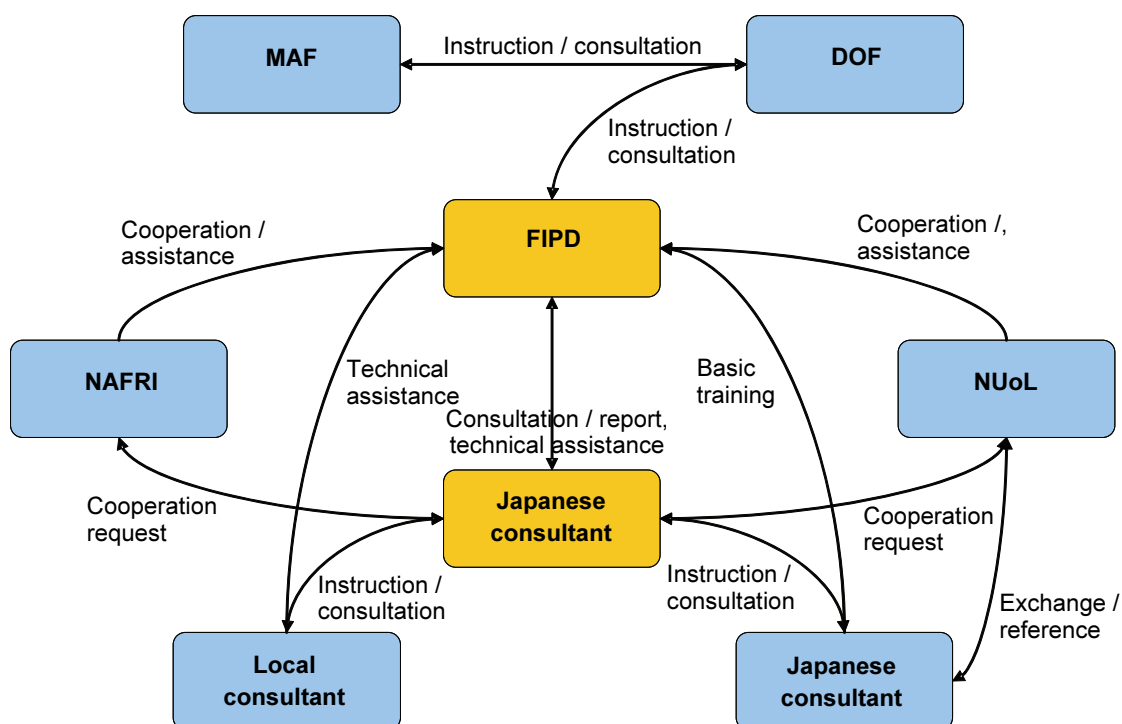 MAF
Instruction / consultation
DOF
Instruction /
consultation
Cooperation /
assistance
FIPD
Cooperation /,
assistance
NAFRI
Technical
assistance
Basic
training
NUoL
Consultation / report,
technical assistance
Cooperation
request
Japanese
consultant
Cooperation
request
Instruction /
consultation
Instruction /
consultation
Exchange /
reference
Local
consultant
Japanese
consultant